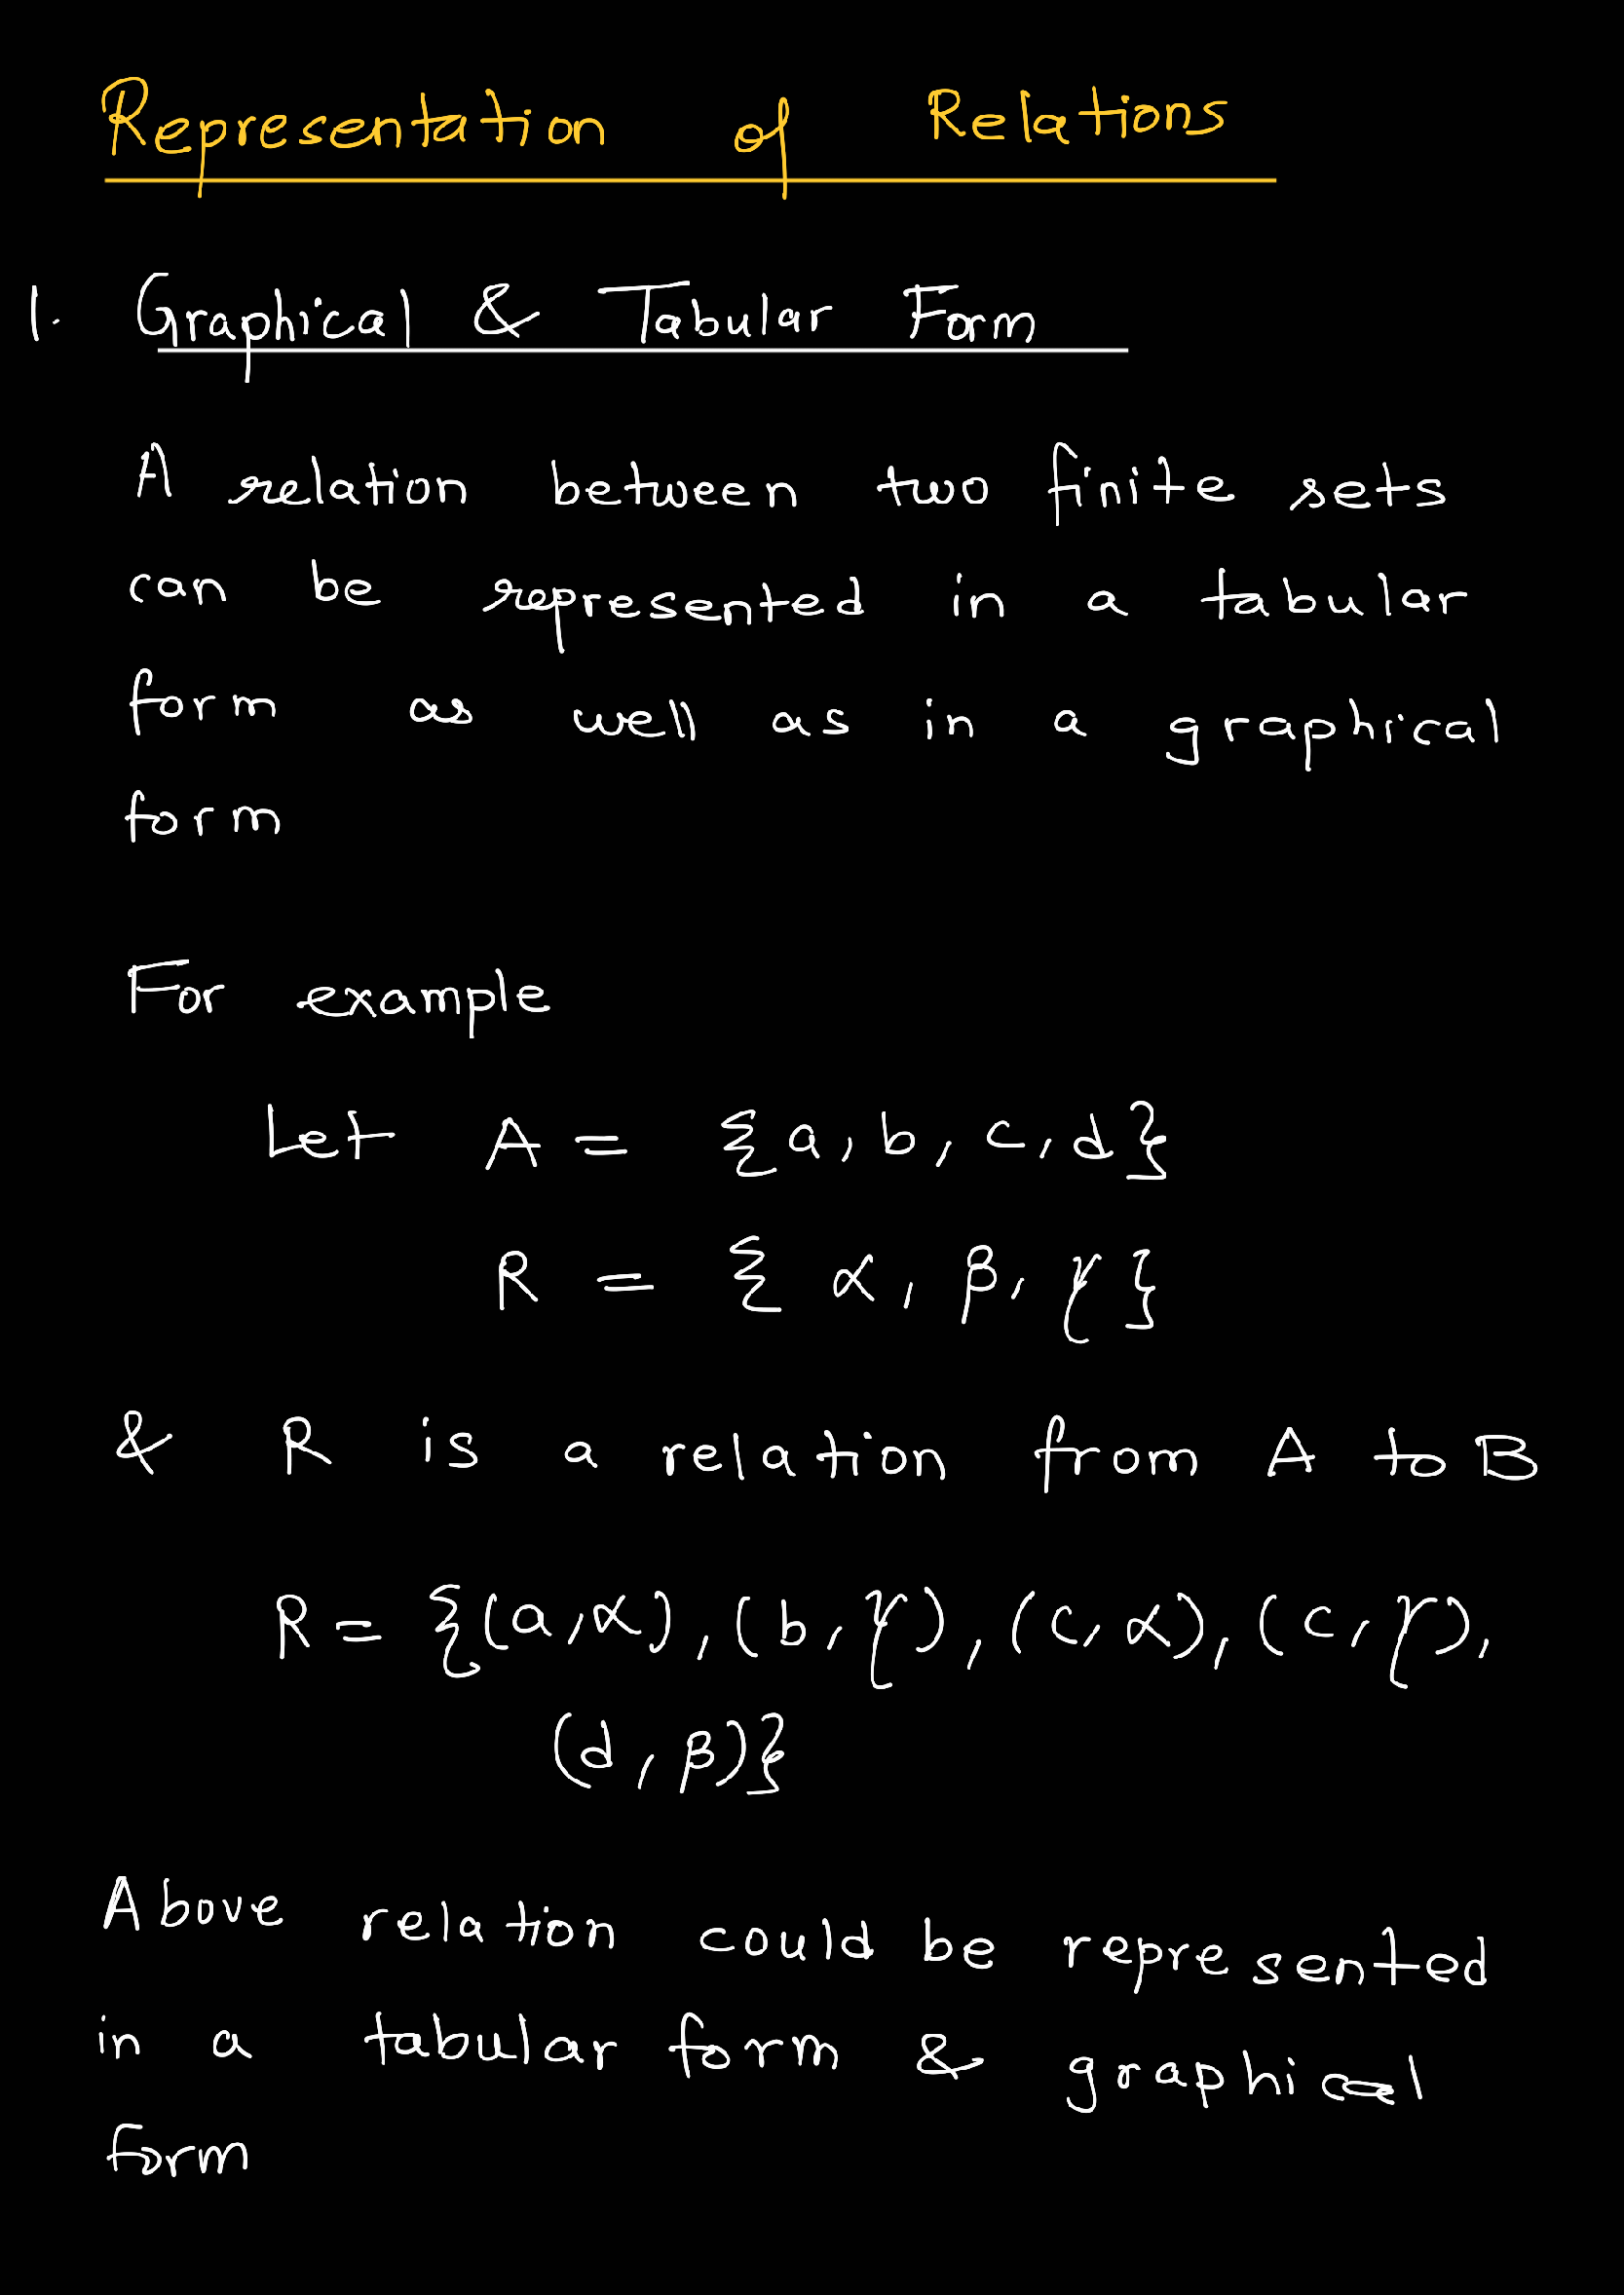 Representation of Relations
1. Graphical & Tabular Form
A relation between two finite sets
can be represented in a tabular
form as well as in a graphical
form
For example
Let A = {a, b, c, d}
R = { α, β, γ }
& R is a relation from A to B
R = {(a, α), (b, γ), (c, α), (c, γ),
(d, β)}
Above relation could be represented
in a tabular form & graphical
form